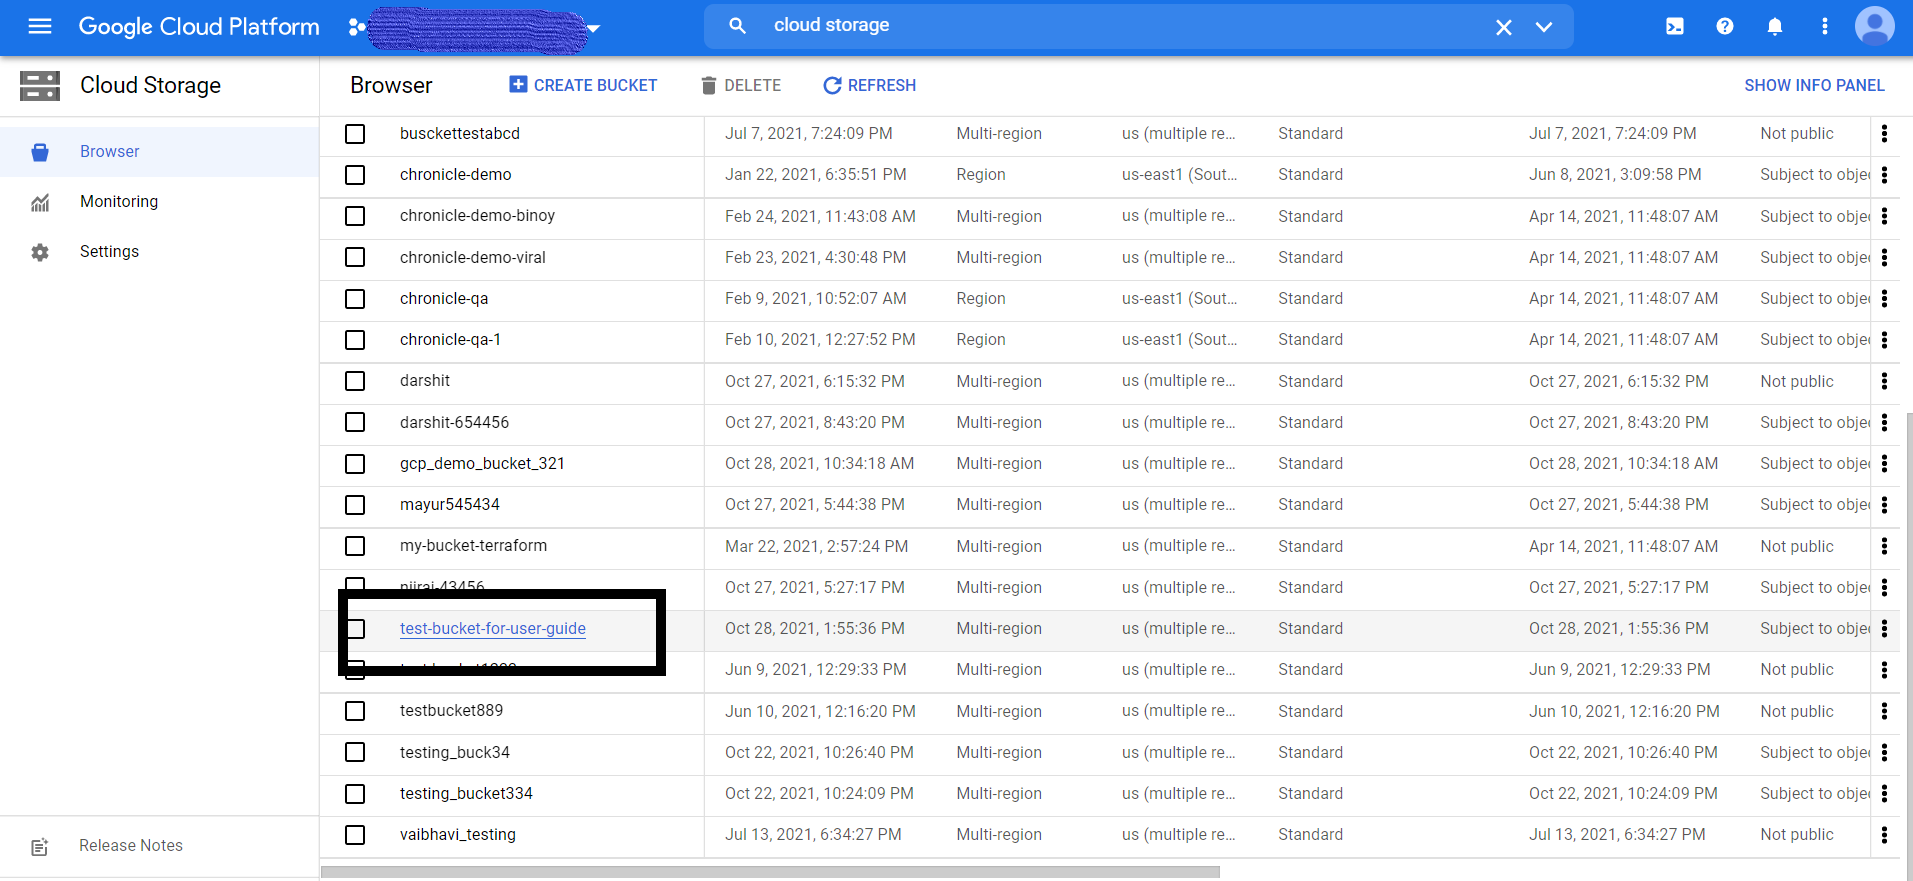 Google Cloud Platform
cloud storage
Cloud Storage
Browser
CREATE BUCKET
DELETE
REFRESH
SHOW INFO PANEL
Browser
Monitoring
Settings
Release Notes
busckettestabcd Jul 7, 2021, 7:24:09 PM Multi-region us (multiple re... Standard Jul 7, 2021, 7:24:09 PM Not public
chronicle-demo Jan 22, 2021, 6:35:51 PM Region us-east1 (Sout... Standard Jun 8, 2021, 3:09:58 PM Subject to objec
chronicle-demo-binoy Feb 24, 2021, 11:43:08 AM Multi-region us (multiple re... Standard Apr 14, 2021, 11:48:07 AM Subject to objec
chronicle-demo-viral Feb 23, 2021, 4:30:48 PM Multi-region us (multiple re... Standard Apr 14, 2021, 11:48:07 AM Subject to objec
chronicle-qa Feb 9, 2021, 10:52:07 AM Region us-east1 (Sout... Standard Apr 14, 2021, 11:48:07 AM Subject to objec
chronicle-qa-1 Feb 10, 2021, 12:27:52 PM Region us-east1 (Sout... Standard Apr 14, 2021, 11:48:07 AM Subject to objec
darshit Oct 27, 2021, 6:15:32 PM Multi-region us (multiple re... Standard Oct 27, 2021, 6:15:32 PM Not public
darshit-654456 Oct 27, 2021, 8:43:20 PM Multi-region us (multiple re... Standard Oct 27, 2021, 8:43:20 PM Subject to objec
gcp_demo_bucket_321 Oct 28, 2021, 10:34:18 AM Multi-region us (multiple re... Standard Oct 28, 2021, 10:34:18 AM Subject to objec
mayur545434 Oct 27, 2021, 5:44:38 PM Multi-region us (multiple re... Standard Oct 27, 2021, 5:44:38 PM Subject to objec
my-bucket-terraform Mar 22, 2021, 2:57:24 PM Multi-region us (multiple re... Standard Apr 14, 2021, 11:48:07 AM Not public
Oct 27, 2021, 5:27:17 PM Multi-region us (multiple re... Standard Oct 27, 2021, 5:27:17 PM Subject to objec
test-bucket-for-user-guide Oct 28, 2021, 1:55:36 PM Multi-region us (multiple re... Standard Oct 28, 2021, 1:55:36 PM Subject to objec
Jun 9, 2021, 12:29:33 PM Multi-region us (multiple re... Standard Jun 9, 2021, 12:29:33 PM Not public
testbucket889 Jun 10, 2021, 12:16:20 PM Multi-region us (multiple re... Standard Jun 10, 2021, 12:16:20 PM Not public
testing_buck34 Oct 22, 2021, 10:26:40 PM Multi-region us (multiple re... Standard Oct 22, 2021, 10:26:40 PM Subject to objec
testing_bucket334 Oct 22, 2021, 10:24:09 PM Multi-region us (multiple re... Standard Oct 22, 2021, 10:24:09 PM Subject to objec
vaibhavi_testing Jul 13, 2021, 6:34:27 PM Multi-region us (multiple re... Standard Jul 13, 2021, 6:34:27 PM Not public